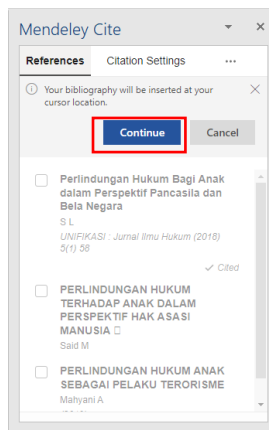 Mendeley Cite
References Citation Settings ...
Your bibliography will be inserted at your
cursor location.
Continue Cancel
Perlindungan Hukum Bagi Anak
dalam Perspektif Pancasila dan
Bela Negara
S L
UNIFIKASI : Jurnal Ilmu Hukum (2018)
5(1) 58
✓ Cited
PERLINDUNGAN HUKUM
TERHADAP ANAK DALAM
PERSPEKTIF HAK ASASI
MANUSIA
Said M
PERLINDUNGAN HUKUM ANAK
SEBAGAI PELAKU TERORISME
Mahyani A